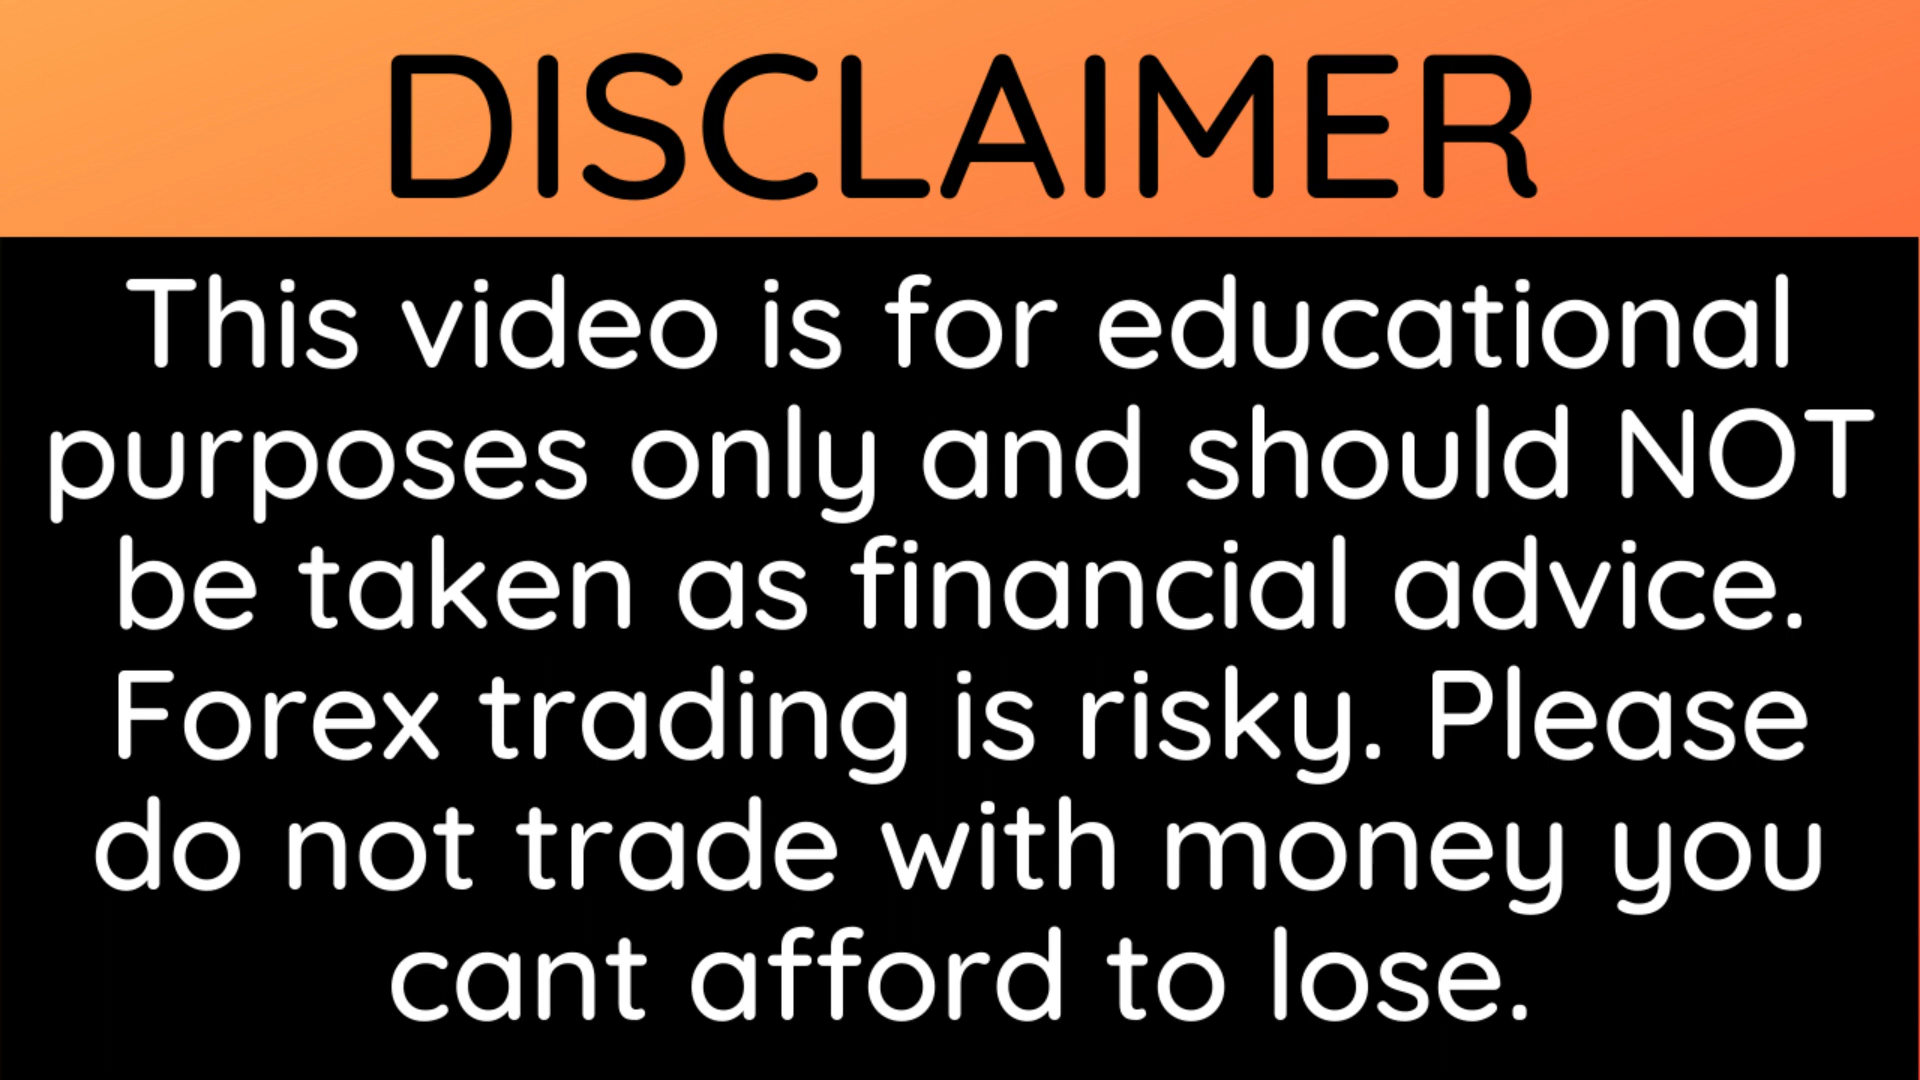 DISCLAIMER
This video is for educational
purposes only and should NOT
be taken as financial advice.
Forex trading is risky. Please
do not trade with money you
cant afford to lose.